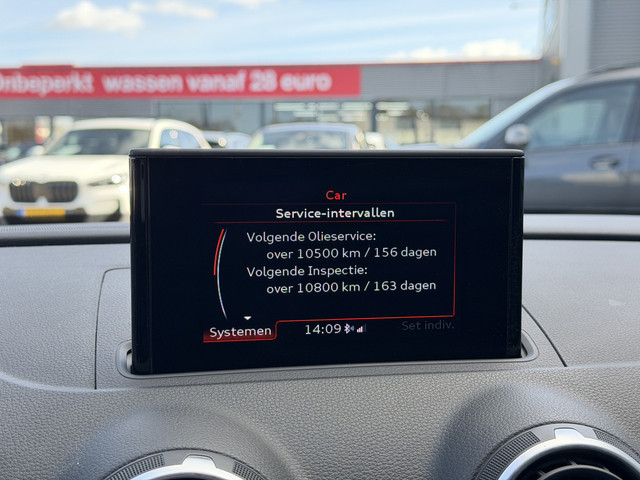 Onbeperkt wassen vanaf 28 euro
Car
Service-intervallen
Volgende Olieservice:
over 10500 km / 156 dagen
Volgende Inspectie:
over 10800 km / 163 dagen
Systemen
14:09
Set indiv.